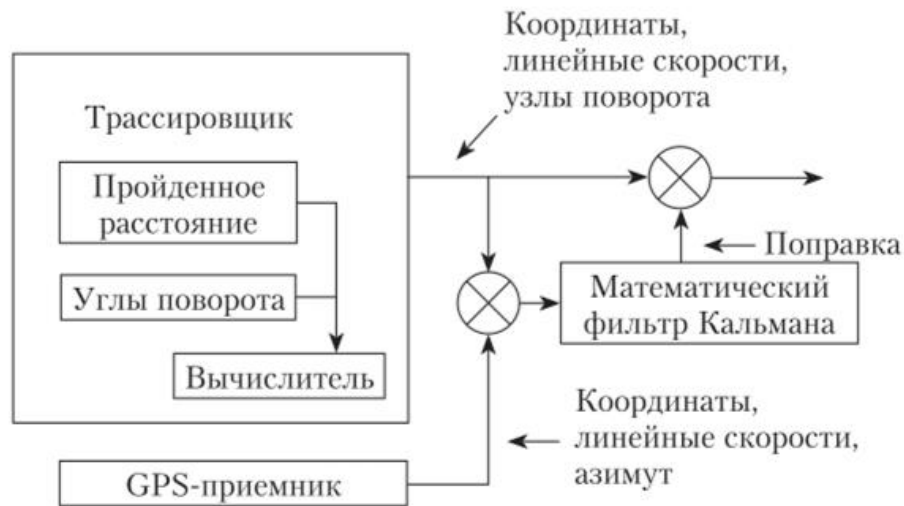 Координаты,
линейные скорости,
узлы поворота
Трассировщик
Пройденное
расстояние
Углы поворота
Вычислитель
Поправка
Математический
фильтр Кальмана
Координаты,
линейные скорости,
азимут
GPS-приемник